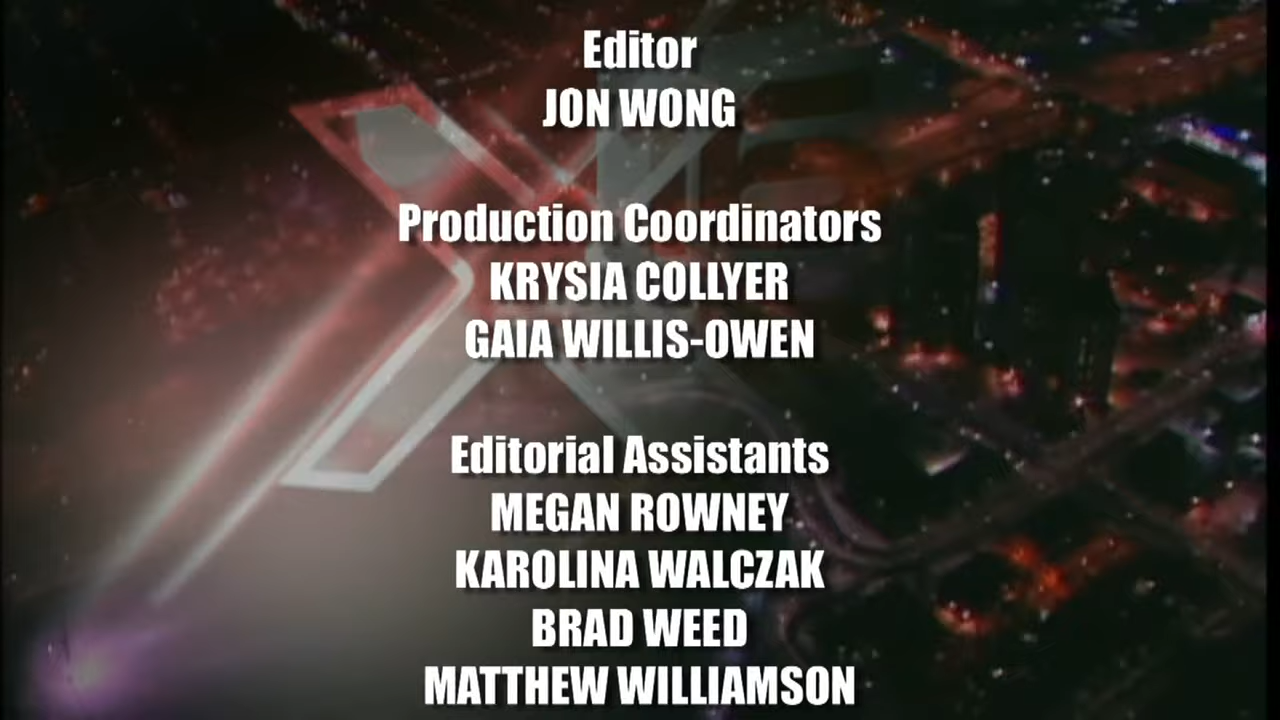 Editor
JON WONG
Production Coordinators
KRYSIA COLLYER
GAIA WILLIS-OWEN
Editorial Assistants
MEGAN ROWNEY
KAROLINA WALCZAK
BRAD WEED
MATTHEW WILLIAMSON